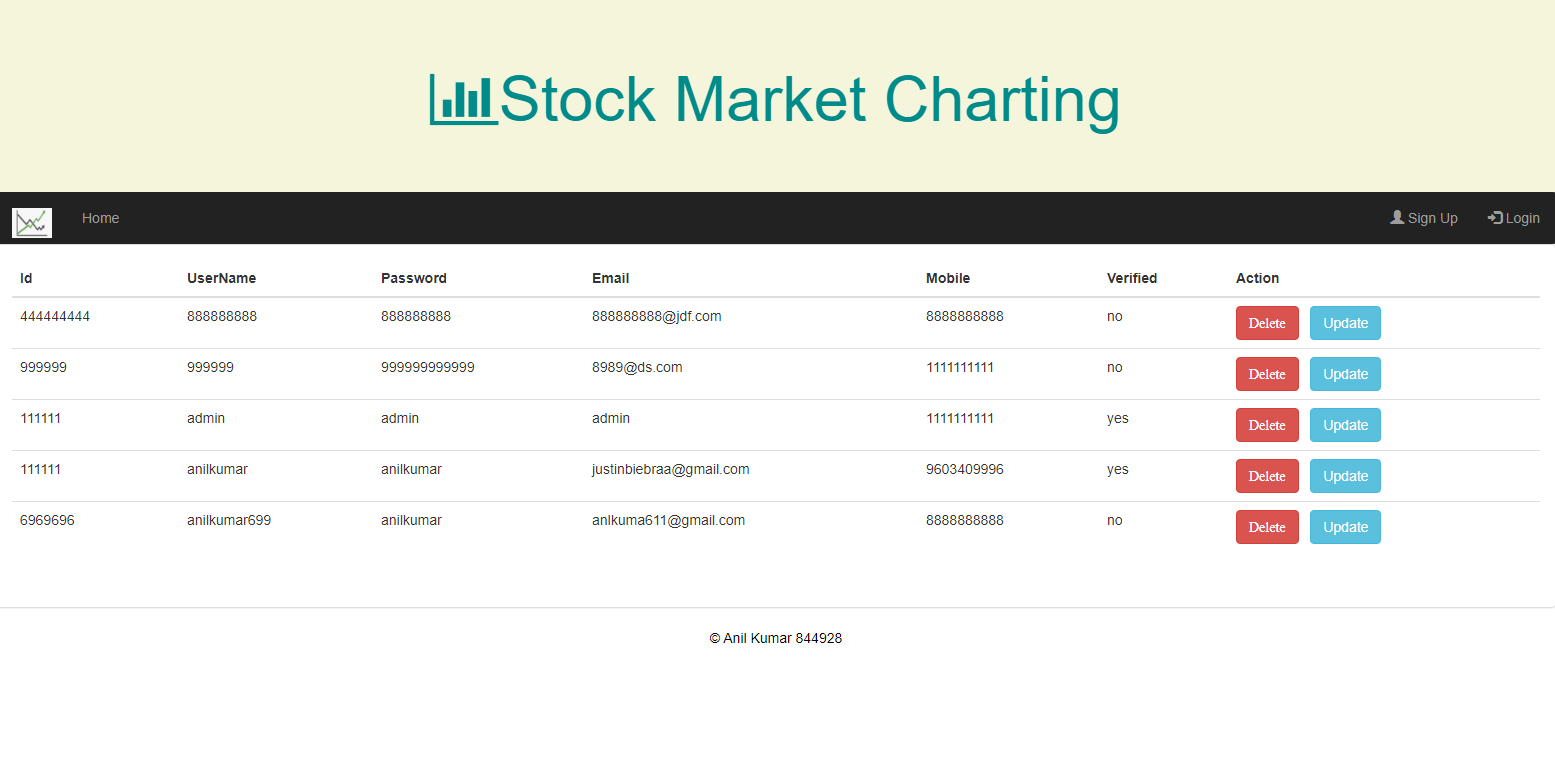 Stock Market Charting
Home Sign Up Login
Id UserName Password Email Mobile Verified Action
444444444 888888888 888888888 888888888@jdf.com 8888888888 no Delete Update
999999 999999 999999999999 8989@ds.com 1111111111 no Delete Update
111111 admin admin admin 1111111111 yes Delete Update
111111 anilkumar anilkumar justinbiebraa@gmail.com 9603409996 yes Delete Update
6969696 anilkumar699 anilkumar anlkuma611@gmail.com 8888888888 no Delete Update
© Anil Kumar 844928